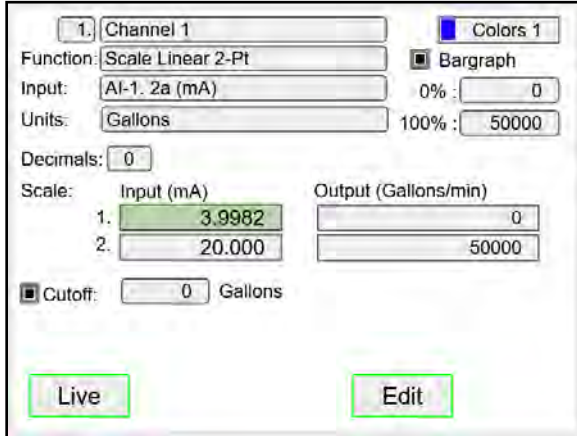 1. Channel 1 Colors 1
Function: Scale Linear 2-Pt Bargraph
Input: AI-1. 2a (mA) 0% : 0
Units: Gallons 100% : 50000
Decimals: 0
Scale: Input (mA) Output (Gallons/min)
1. 3.9982 0
2. 20.000 50000
Cutoff: 0 Gallons
Live Edit